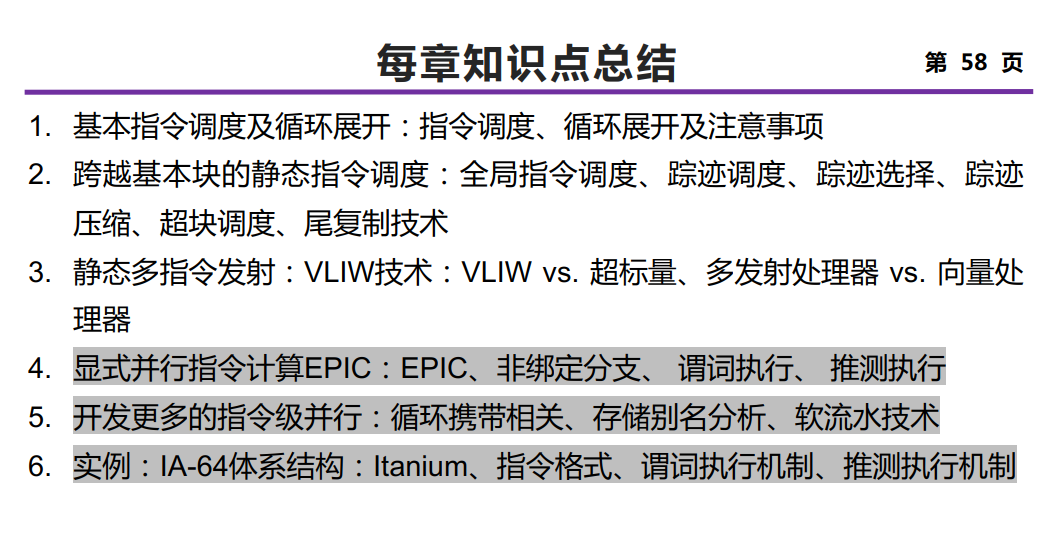 每章知识点总结
第 58 页
1. 基本指令调度及循环展开：指令调度、循环展开及注意事项
2. 跨越基本块的静态指令调度：全局指令调度、踪迹调度、踪迹选择、踪迹
压缩、超块调度、尾复制技术
3. 静态多指令发射：VLIW技术：VLIW vs. 超标量、多发射处理器 vs. 向量处
理器
4. 显式并行指令计算EPIC：EPIC、非绑定分支、 谓词执行、 推测执行
5. 开发更多的指令级并行：循环携带相关、存储别名分析、软流水技术
6. 实例：IA-64体系结构：Itanium、指令格式、谓词执行机制、推测执行机制